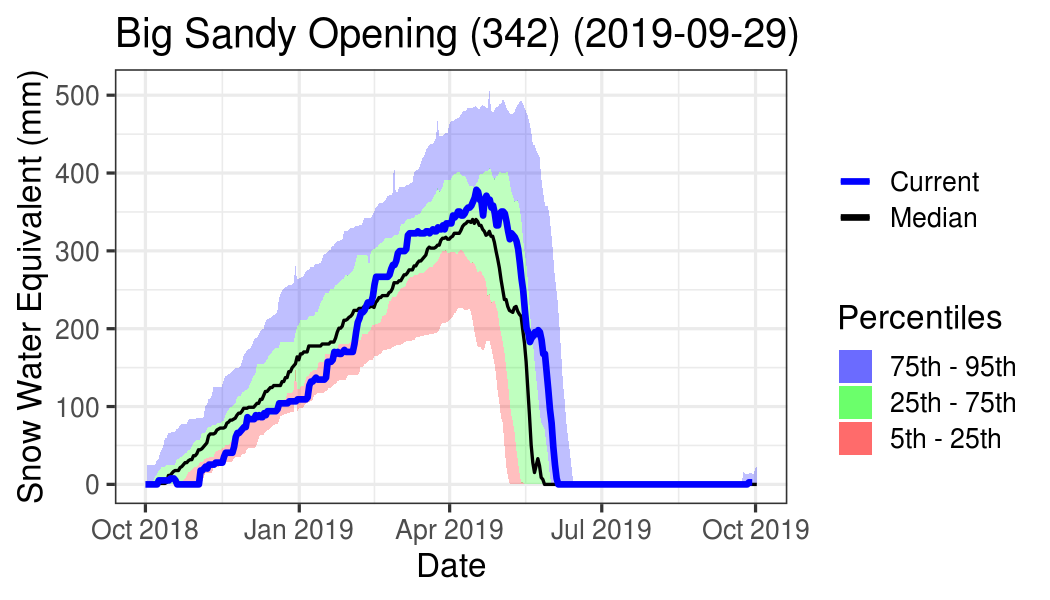 Big Sandy Opening (342) (2019-09-29)
Snow Water Equivalent (mm)
500
400
300
200
100
0
Oct 2018
Jan 2019
Apr 2019
Jul 2019
Oct 2019
Date
Current
Median
Percentiles
75th - 95th
25th - 75th
5th - 25th